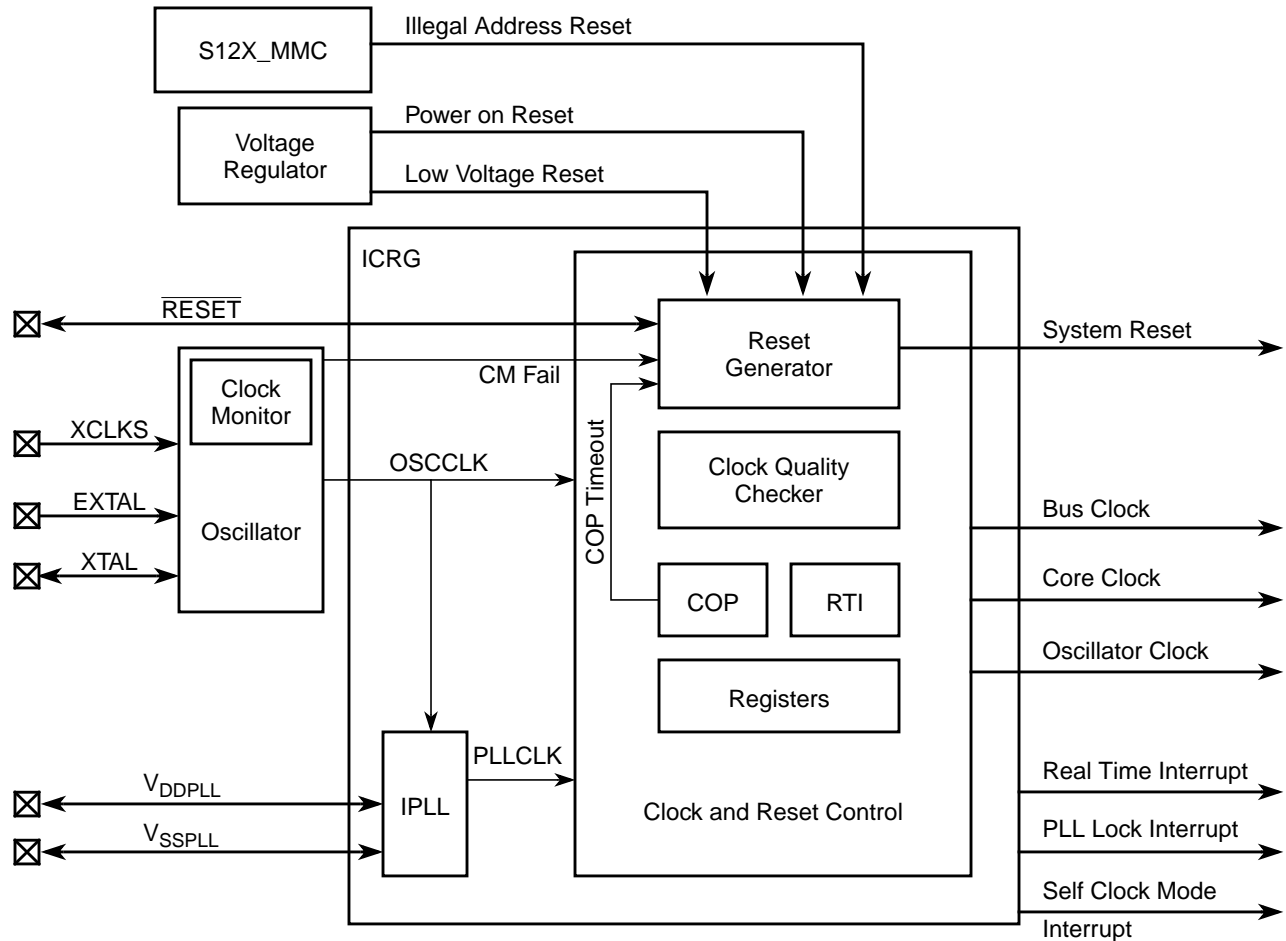 Illegal Address Reset
S12X_MMC
Power on Reset
Voltage
Regulator
Low Voltage Reset
ICRG
RESET
System Reset
Reset
Generator
CM Fail
Clock
Monitor
XCLKS
OSCCLK
COP Timeout
Clock Quality
Checker
EXTAL
Bus Clock
Oscillator
XTAL
Core Clock
COP
RTI
Oscillator Clock
Registers
PLLCLK
Real Time Interrupt
VDDPLL
IPLL
Clock and Reset Control
PLL Lock Interrupt
VSSPLL
Self Clock Mode
Interrupt